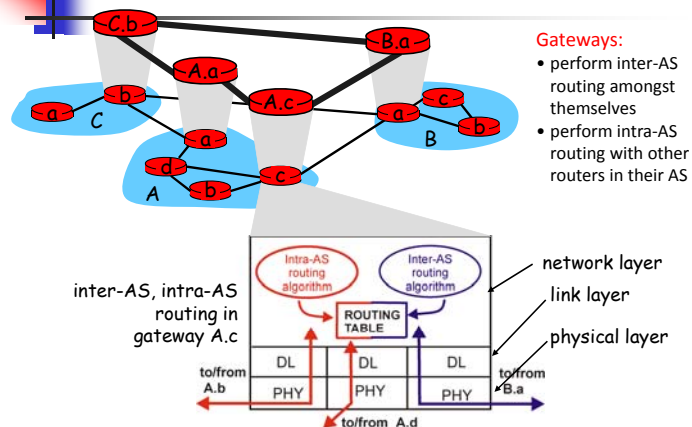 C.b
B.a
A.a
A.c
Gateways:
• perform inter-AS
routing amongst
themselves
• perform intra-AS
routing with other
routers in their AS
a
b
C
a
c
b
B
a
d
b
c
A
inter-AS, intra-AS
routing in
gateway A.c
Intra-AS
routing
algorithm
Inter-AS
routing
algorithm
ROUTING
TABLE
DL
DL
DL
PHY
PHY
PHY
to/from
A.b
to/from A.d
to/from
B.a
network layer
link layer
physical layer